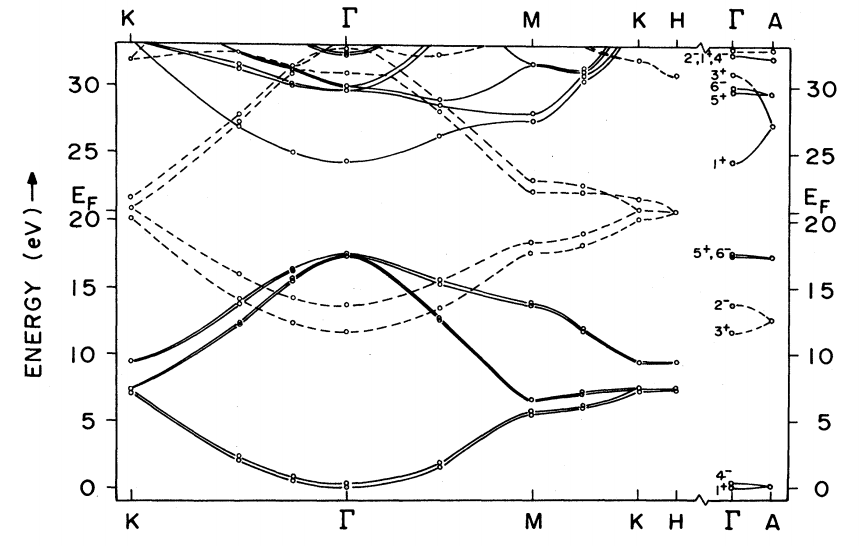 K Γ M K H Γ A
2⁻,1⁺,4⁻
30 3⁺ 30
6⁻
5⁺
25 25
1⁺
E_F E_F
20 20
ENERGY (eV) →
5⁺,6⁻
15 15
2⁻
3⁺
10 10
5 5
4⁻
0 1⁺ 0
K Γ M K H Γ A